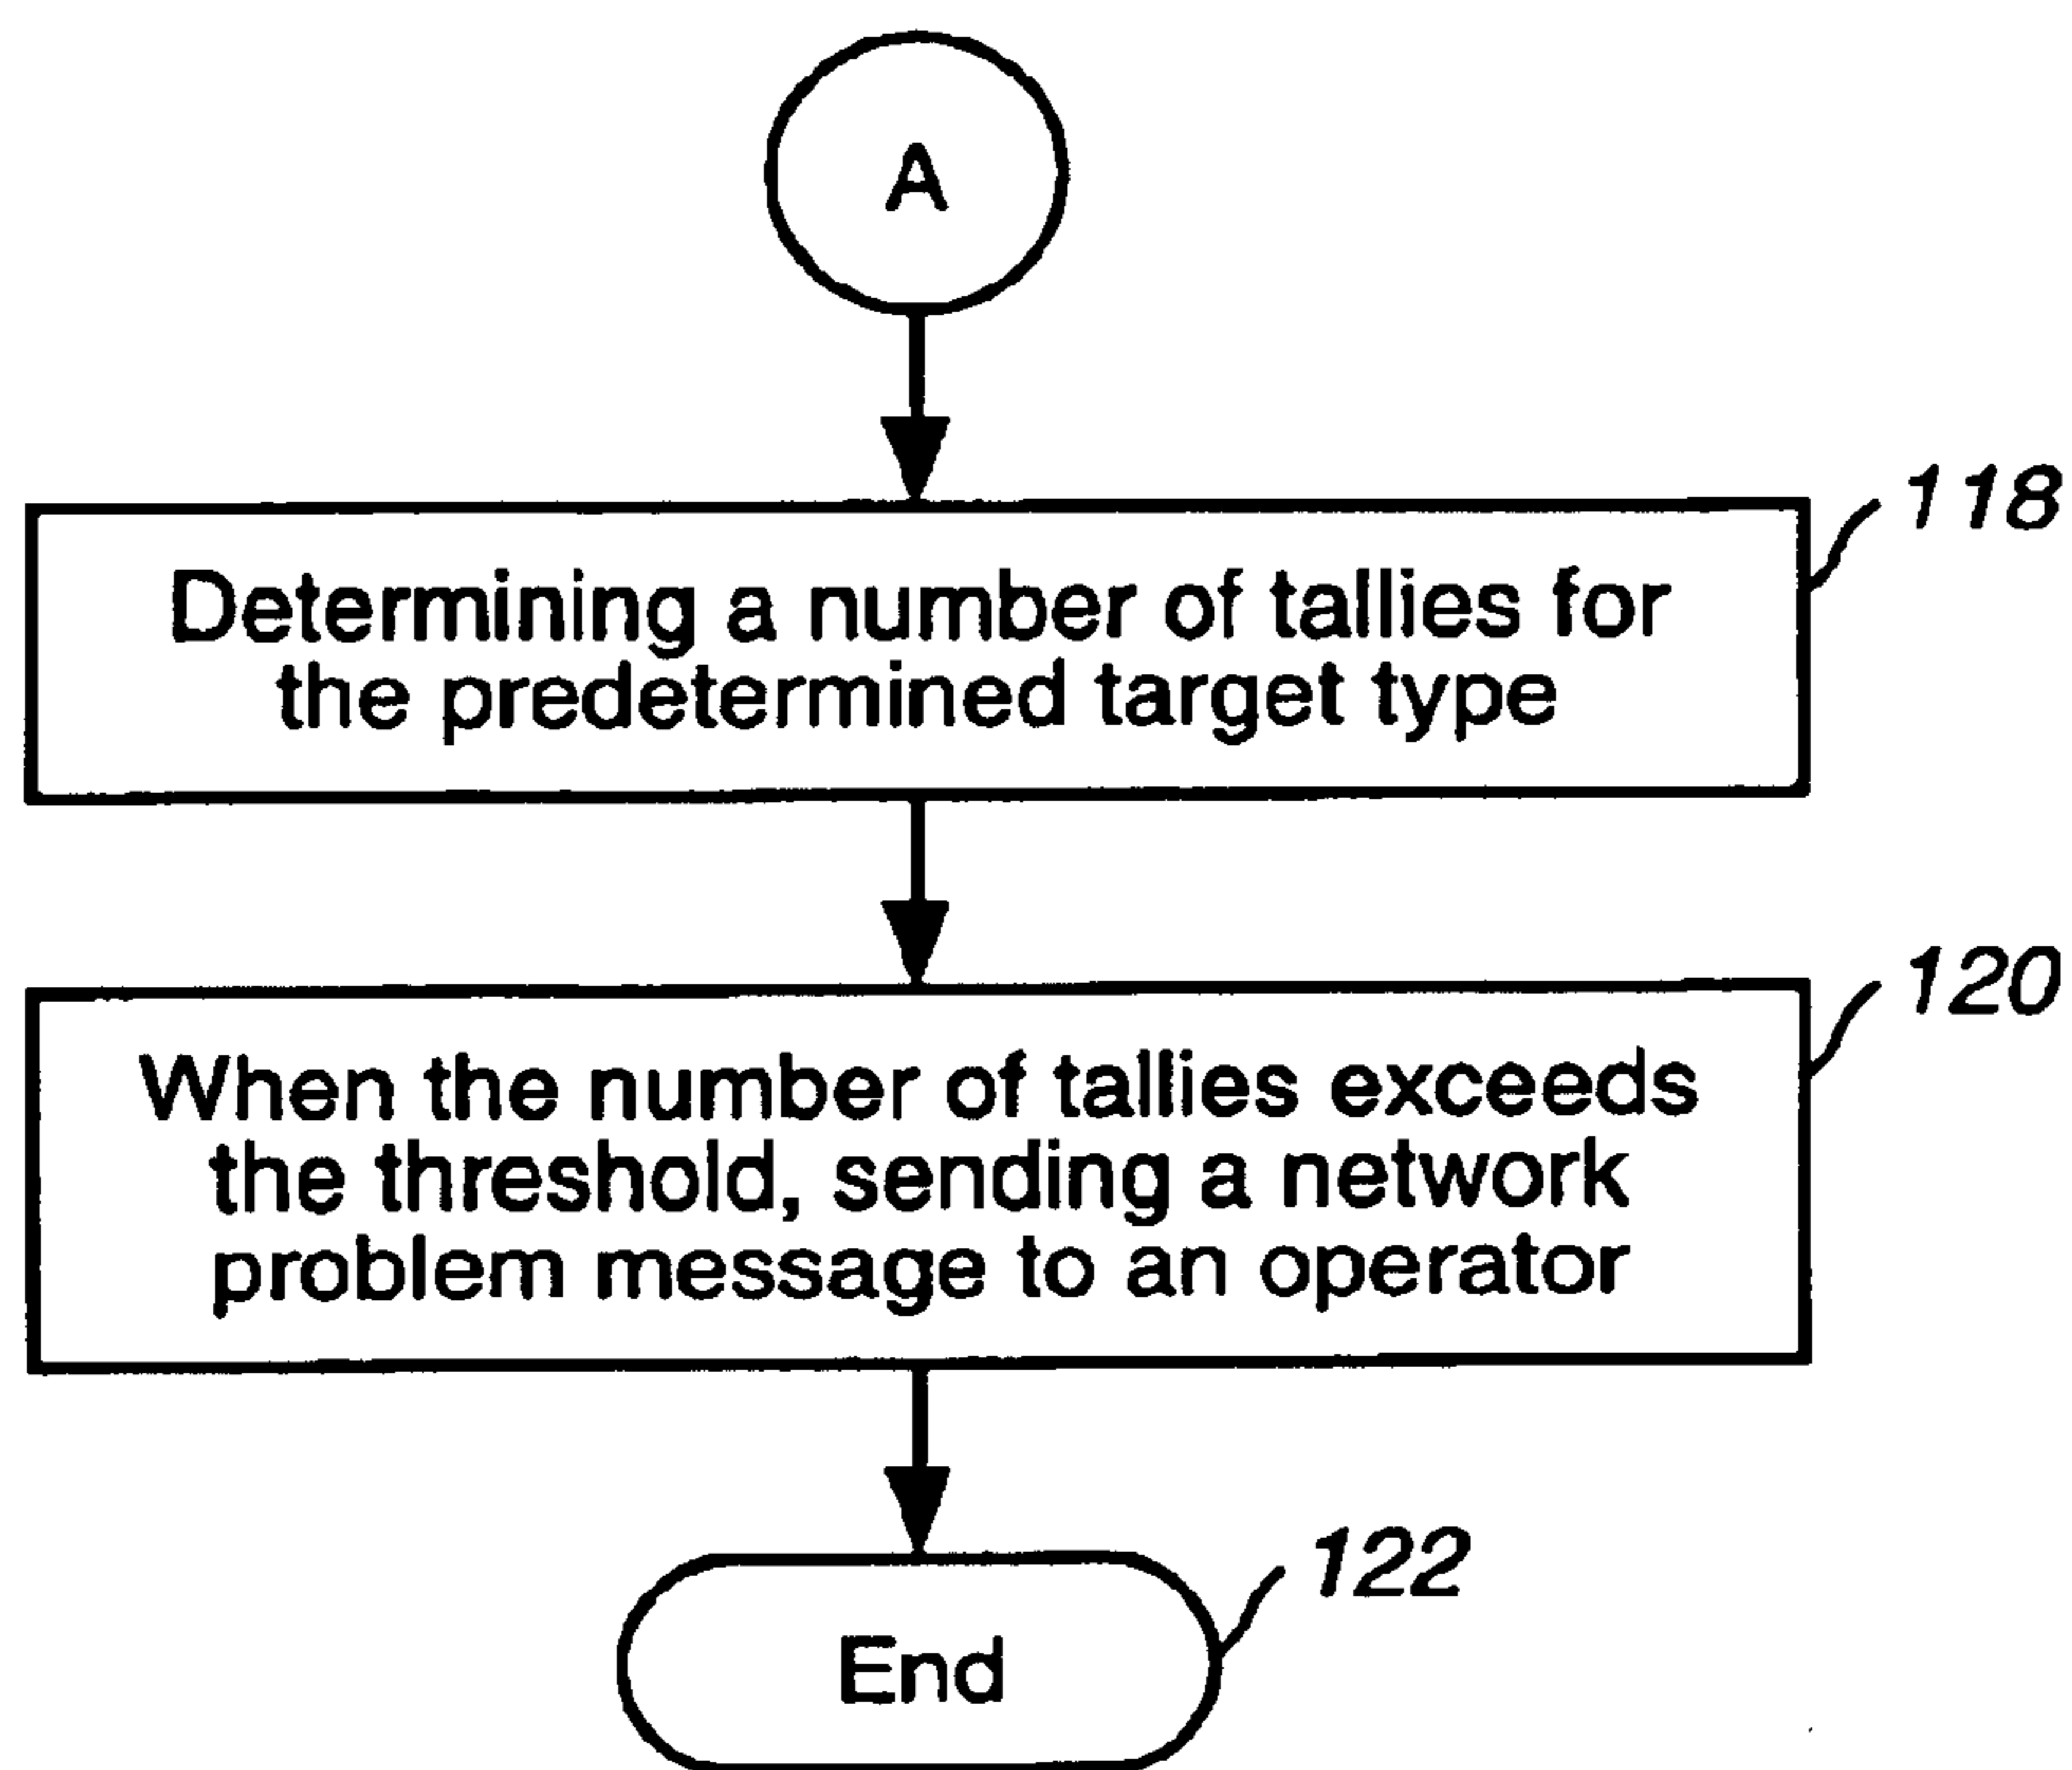 A
118
Determining a number of tallies for
the predetermined target type
120
When the number of tallies exceeds
the threshold, sending a network
problem message to an operator
122
End